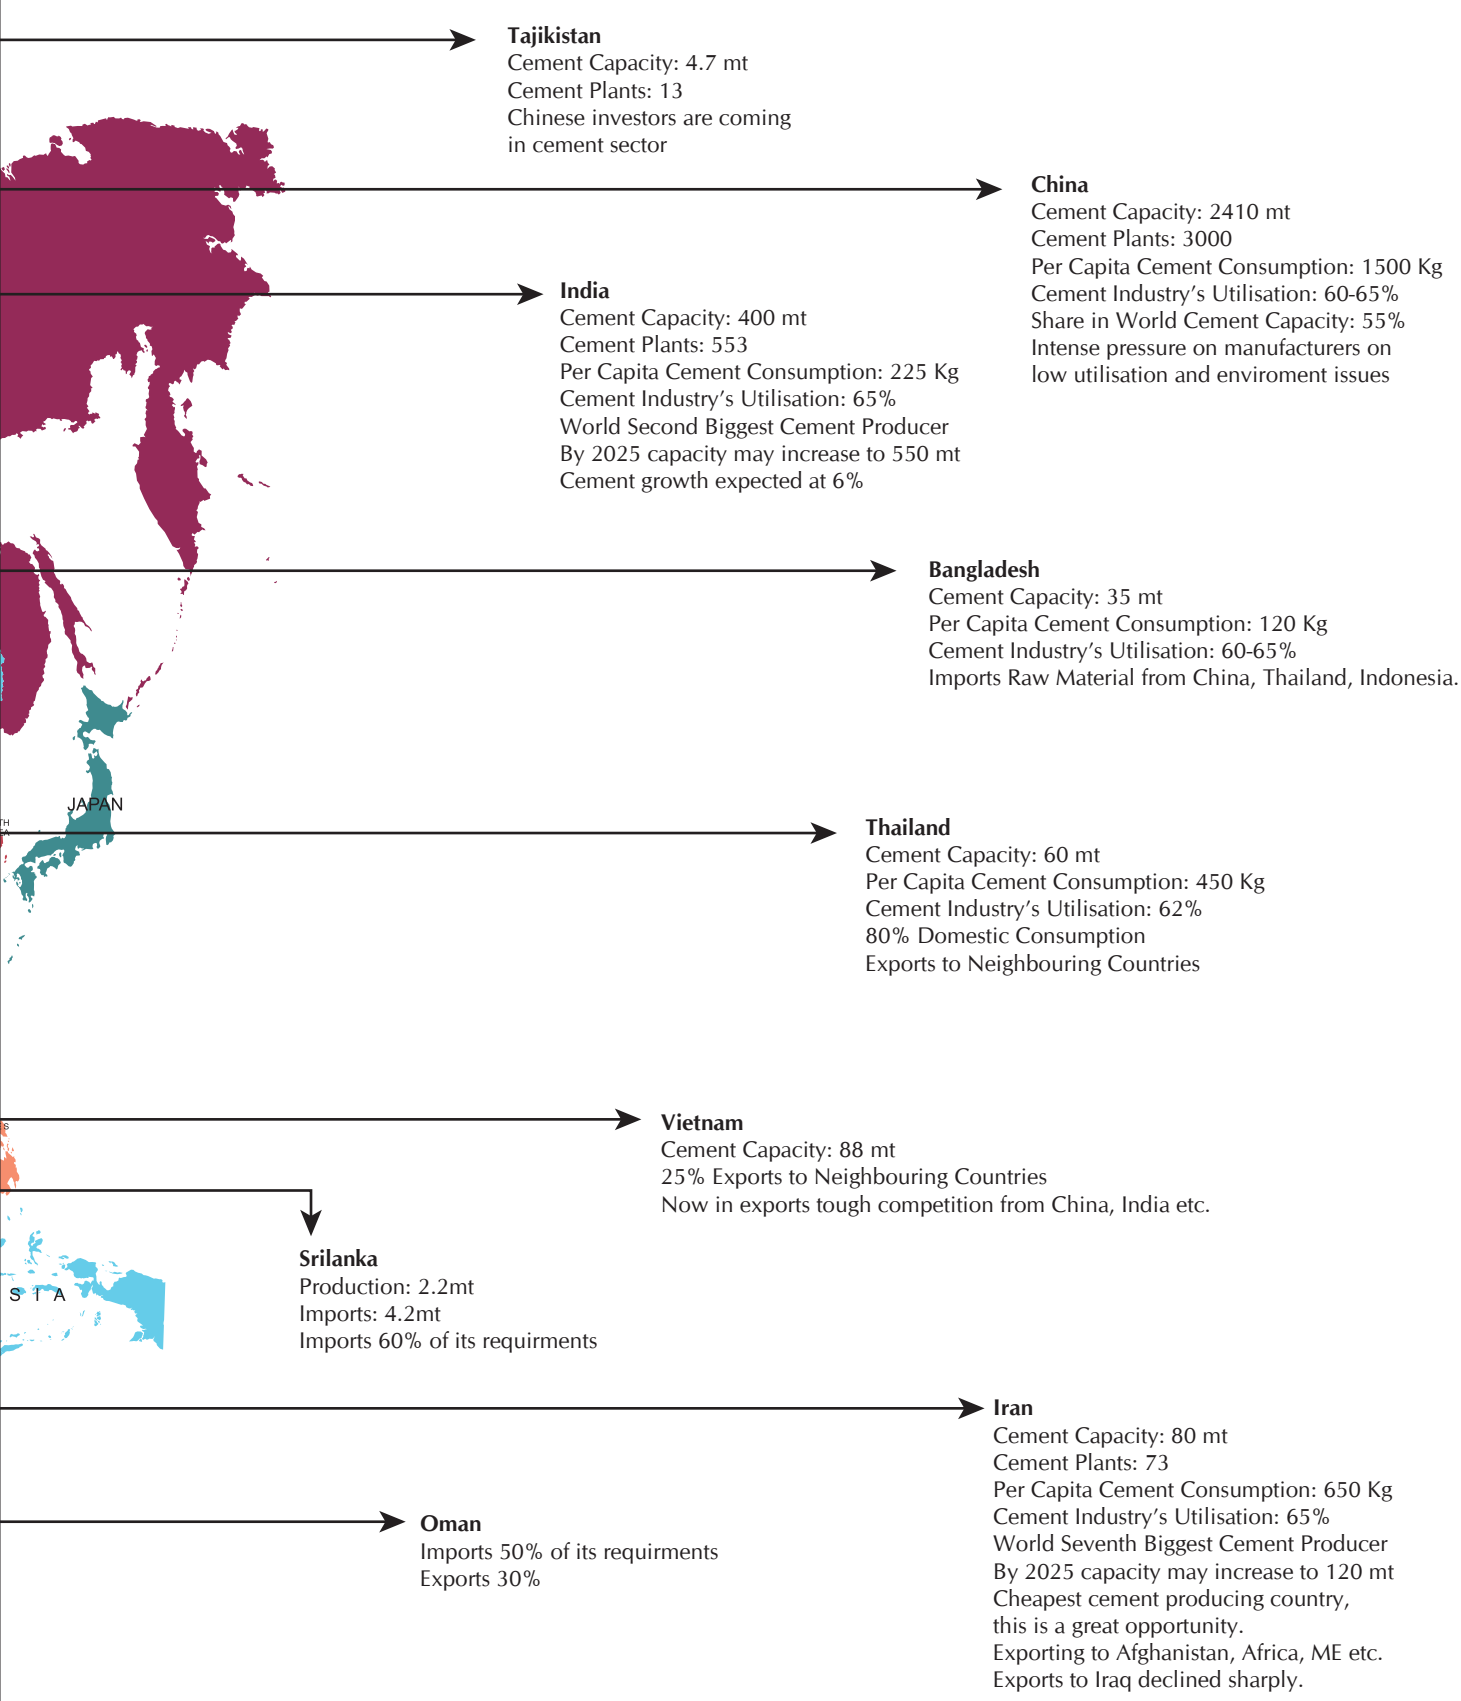 Tajikistan
Cement Capacity: 4.7 mt
Cement Plants: 13
Chinese investors are coming
in cement sector
China
Cement Capacity: 2410 mt
Cement Plants: 3000
Per Capita Cement Consumption: 1500 Kg
Cement Industry’s Utilisation: 60-65%
Share in World Cement Capacity: 55%
Intense pressure on manufacturers on
low utilisation and enviroment issues
India
Cement Capacity: 400 mt
Cement Plants: 553
Per Capita Cement Consumption: 225 Kg
Cement Industry’s Utilisation: 65%
World Second Biggest Cement Producer
By 2025 capacity may increase to 550 mt
Cement growth expected at 6%
Bangladesh
Cement Capacity: 35 mt
Per Capita Cement Consumption: 120 Kg
Cement Industry’s Utilisation: 60-65%
Imports Raw Material from China, Thailand, Indonesia.
JAPAN
TH
EA
Thailand
Cement Capacity: 60 mt
Per Capita Cement Consumption: 450 Kg
Cement Industry’s Utilisation: 62%
80% Domestic Consumption
Exports to Neighbouring Countries
Vietnam
Cement Capacity: 88 mt
25% Exports to Neighbouring Countries
Now in exports tough competition from China, India etc.
S
Srilanka
Production: 2.2mt
Imports: 4.2mt
Imports 60% of its requirments
S I A
Iran
Cement Capacity: 80 mt
Cement Plants: 73
Per Capita Cement Consumption: 650 Kg
Cement Industry’s Utilisation: 65%
World Seventh Biggest Cement Producer
By 2025 capacity may increase to 120 mt
Cheapest cement producing country,
this is a great opportunity.
Exporting to Afghanistan, Africa, ME etc.
Exports to Iraq declined sharply.
Oman
Imports 50% of its requirments
Exports 30%